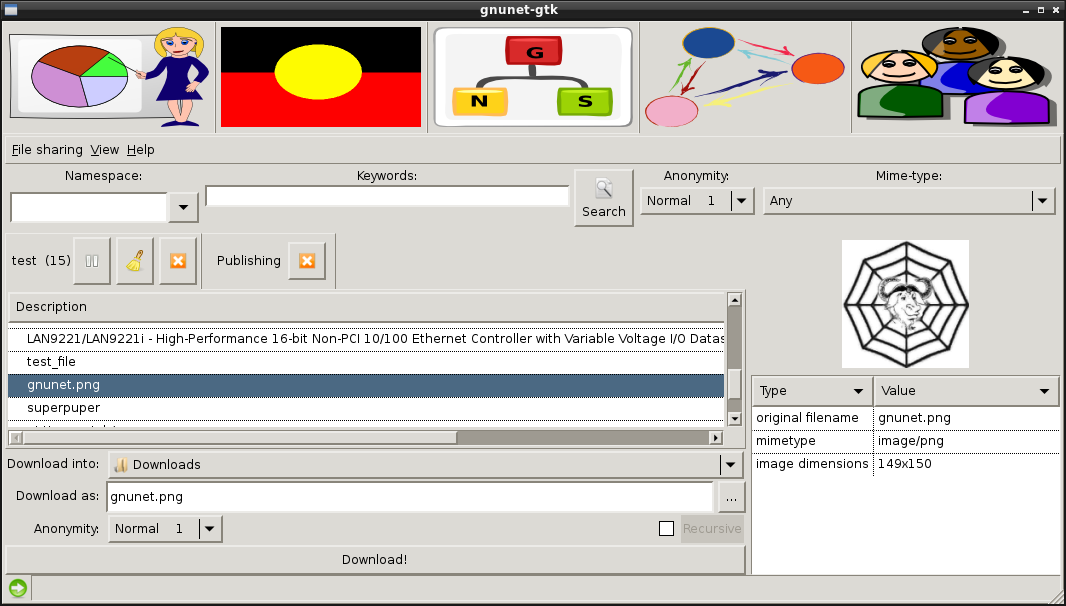 gnunet-gtk
G
N
S
File sharing View Help
Namespace:
Keywords:
Search
Anonymity:
Normal 1
Mime-type:
Any
test (15)
Publishing
Description
LAN9221/LAN9221i - High-Performance 16-bit Non-PCI 10/100 Ethernet Controller with Variable Voltage I/O Datas
test_file
gnunet.png
superpuper
Download into: Downloads
Download as: gnunet.png ...
Anonymity: Normal 1
Recursive
Download!
Type Value
original filename gnunet.png
mimetype image/png
image dimensions 149x150